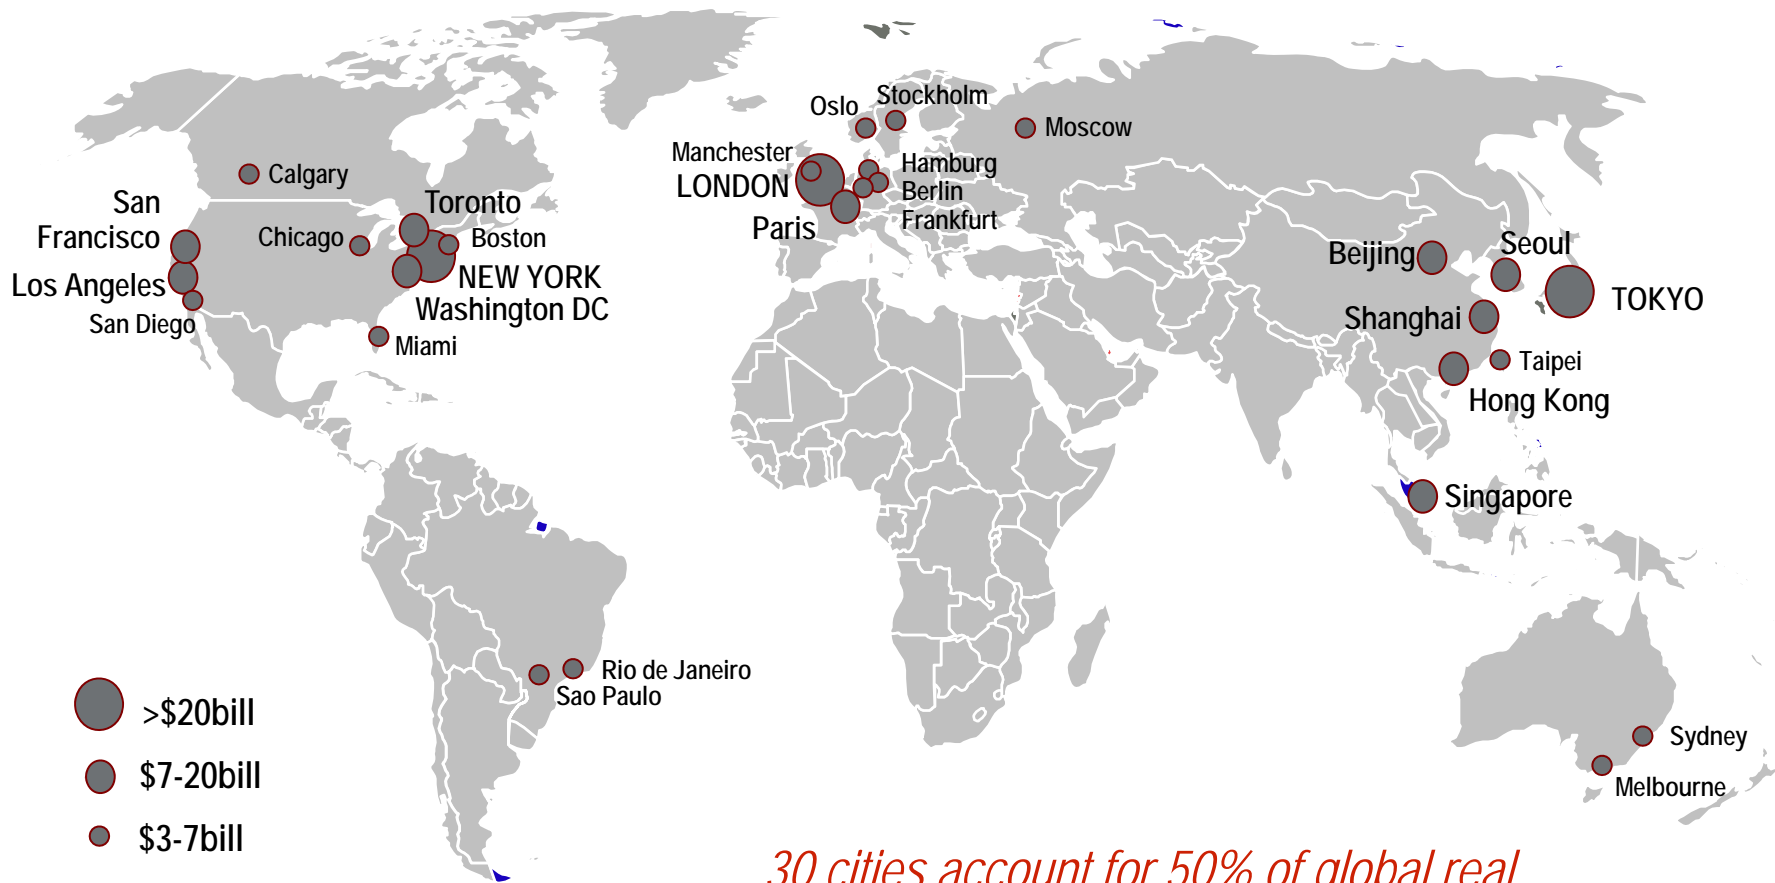 Oslo
Stockholm
Moscow
Manchester
LONDON
Hamburg
Berlin
Frankfurt
Paris
Calgary
San
Francisco
Toronto
Chicago
Boston
Los Angeles
NEW YORK
Washington DC
San Diego
Miami
Beijing
Seoul
TOKYO
Shanghai
Taipei
Hong Kong
Singapore
Rio de Janeiro
Sao Paulo
Sydney
Melbourne
>$20bill
$7-20bill
$3-7bill
30 cities account for 50% of global real